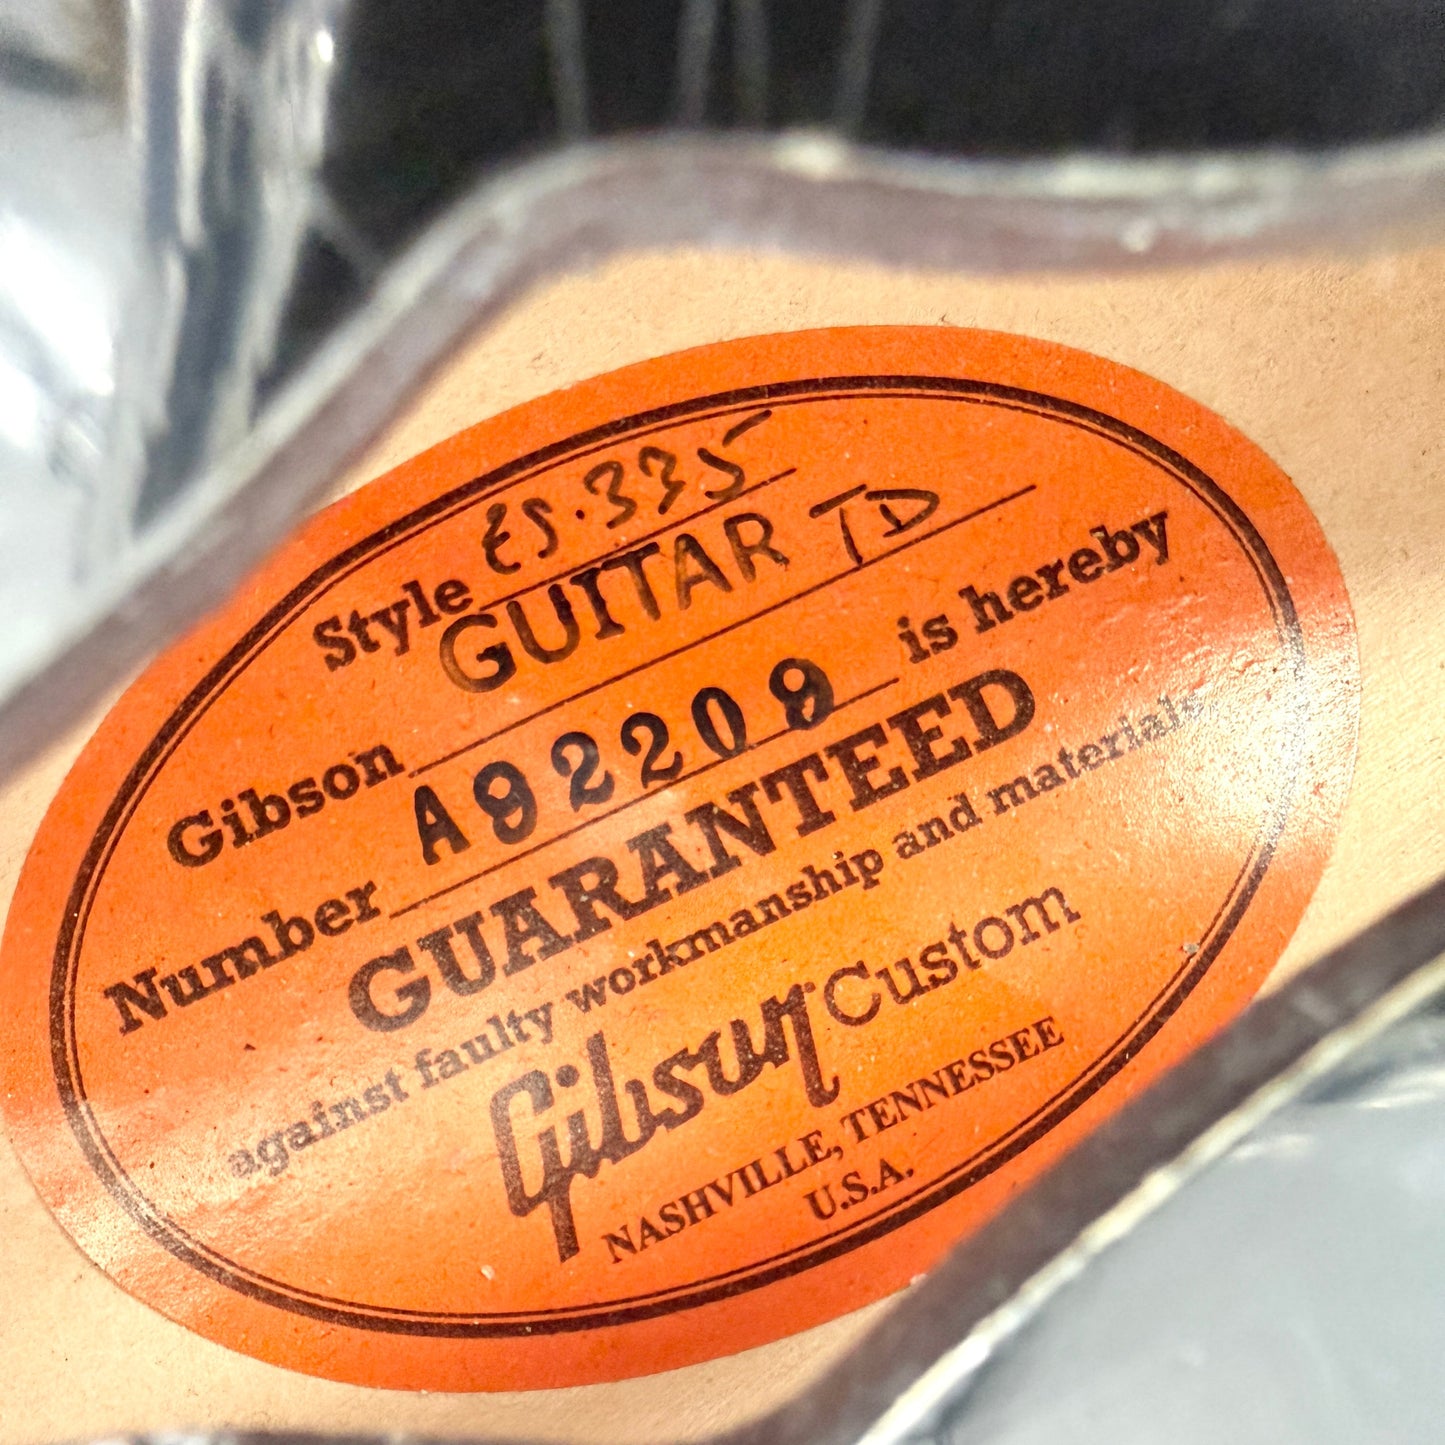 Style ES.335
Gibson GUITAR TD
Number A92209 is hereby
GUARANTEED
against faulty workmanship and materials
Gibson Custom
NASHVILLE, TENNESSEE
U.S.A.